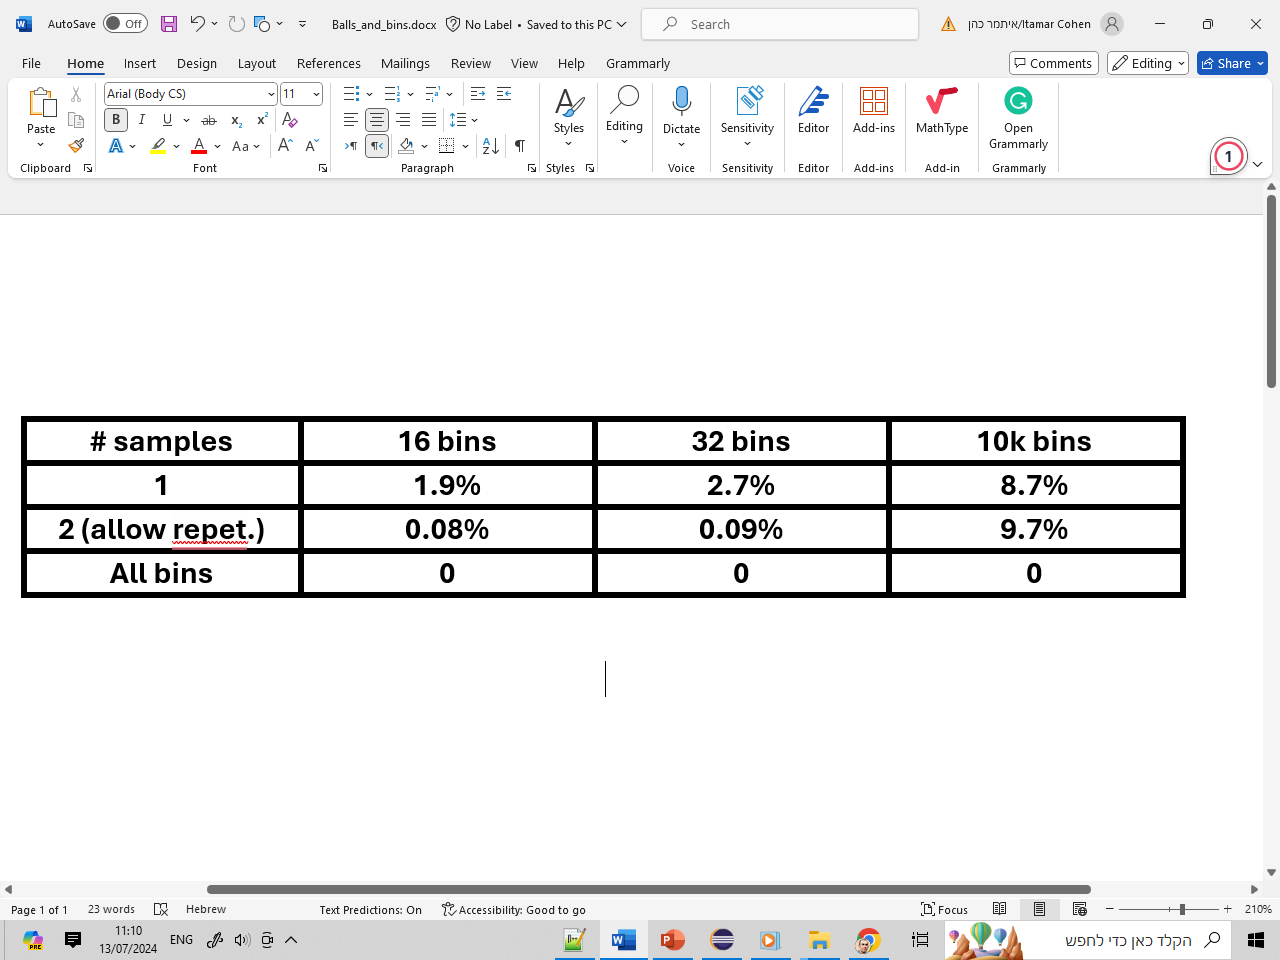 AutoSave Off Balls_and_bins.docx No Label • Saved to this PC Search איתמר כהן/Itamar Cohen
File Home Insert Design Layout References Mailings Review View Help Grammarly Comments Editing Share
Arial (Body CS) 11
Paste Styles Editing Dictate Sensitivity Editor Add-ins MathType Open Grammarly
Clipboard Font Paragraph Styles Voice Sensitivity Editor Add-ins Add-in Grammarly
1
# samples 16 bins 32 bins 10k bins
1 1.9% 2.7% 8.7%
2 (allow repet.) 0.08% 0.09% 9.7%
All bins 0 0 0
Page 1 of 1 23 words Hebrew Text Predictions: On Accessibility: Good to go Focus 210%
11:10
13/07/2024
ENG
הקלד כאן כדי לחפש